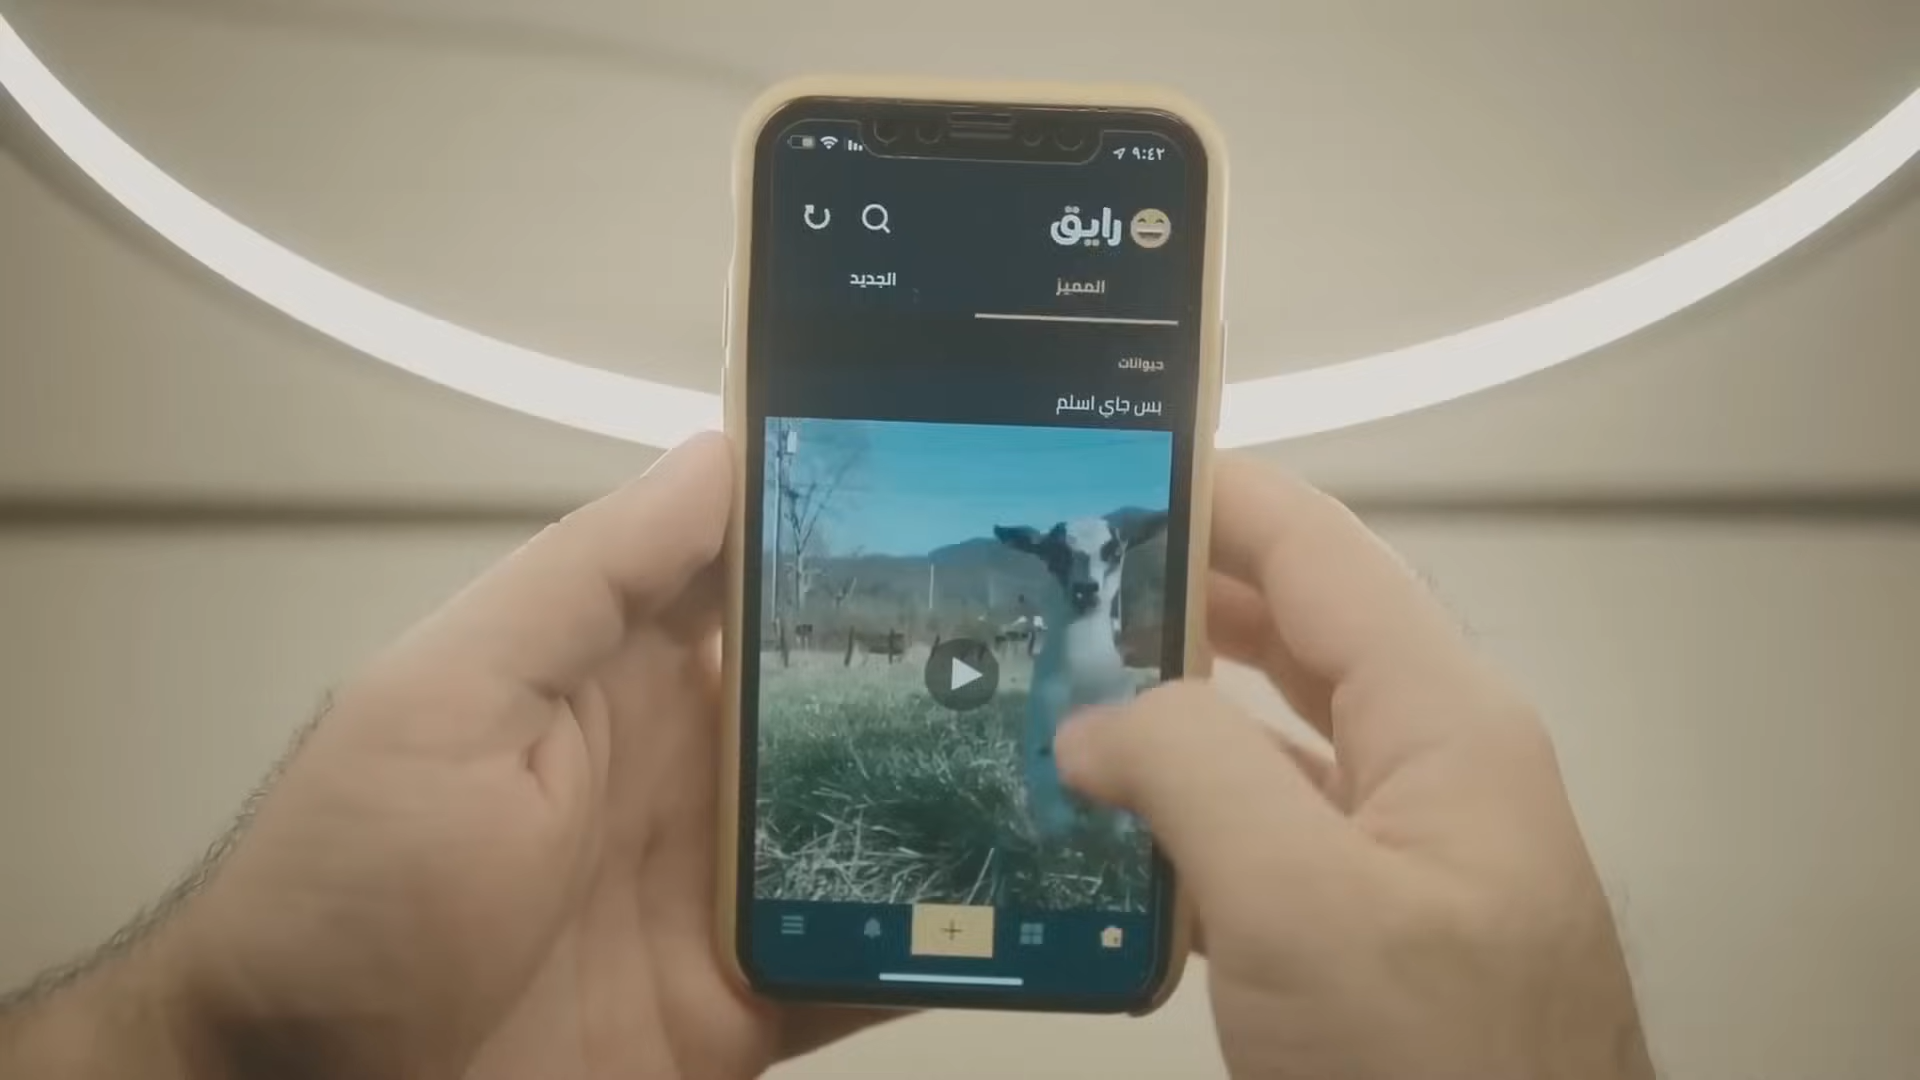 ٩:٤٢
رايق
المميز
الجديد
حيوانات
بس جاي اسلم